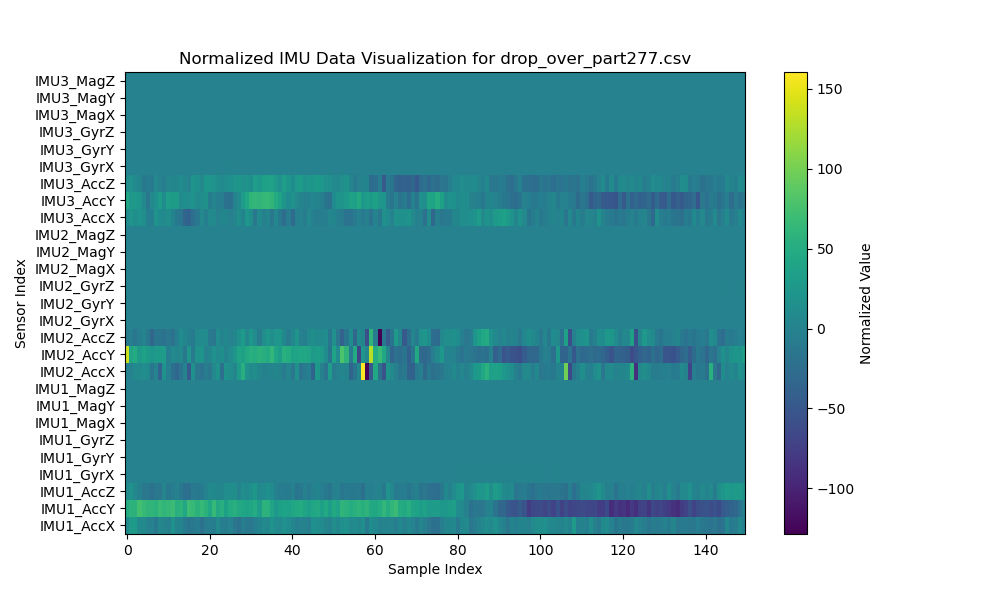 Normalized IMU Data Visualization for drop_over_part277.csv
IMU3_MagZ
IMU3_MagY
IMU3_MagX
IMU3_GyrZ
IMU3_GyrY
IMU3_GyrX
IMU3_AccZ
IMU3_AccY
IMU3_AccX
IMU2_MagZ
IMU2_MagY
IMU2_MagX
IMU2_GyrZ
IMU2_GyrY
IMU2_GyrX
IMU2_AccZ
IMU2_AccY
IMU2_AccX
IMU1_MagZ
IMU1_MagY
IMU1_MagX
IMU1_GyrZ
IMU1_GyrY
IMU1_GyrX
IMU1_AccZ
IMU1_AccY
IMU1_AccX
Sensor Index
0 20 40 60 80 100 120 140
Sample Index
150
100
50
0
−50
−100
Normalized Value